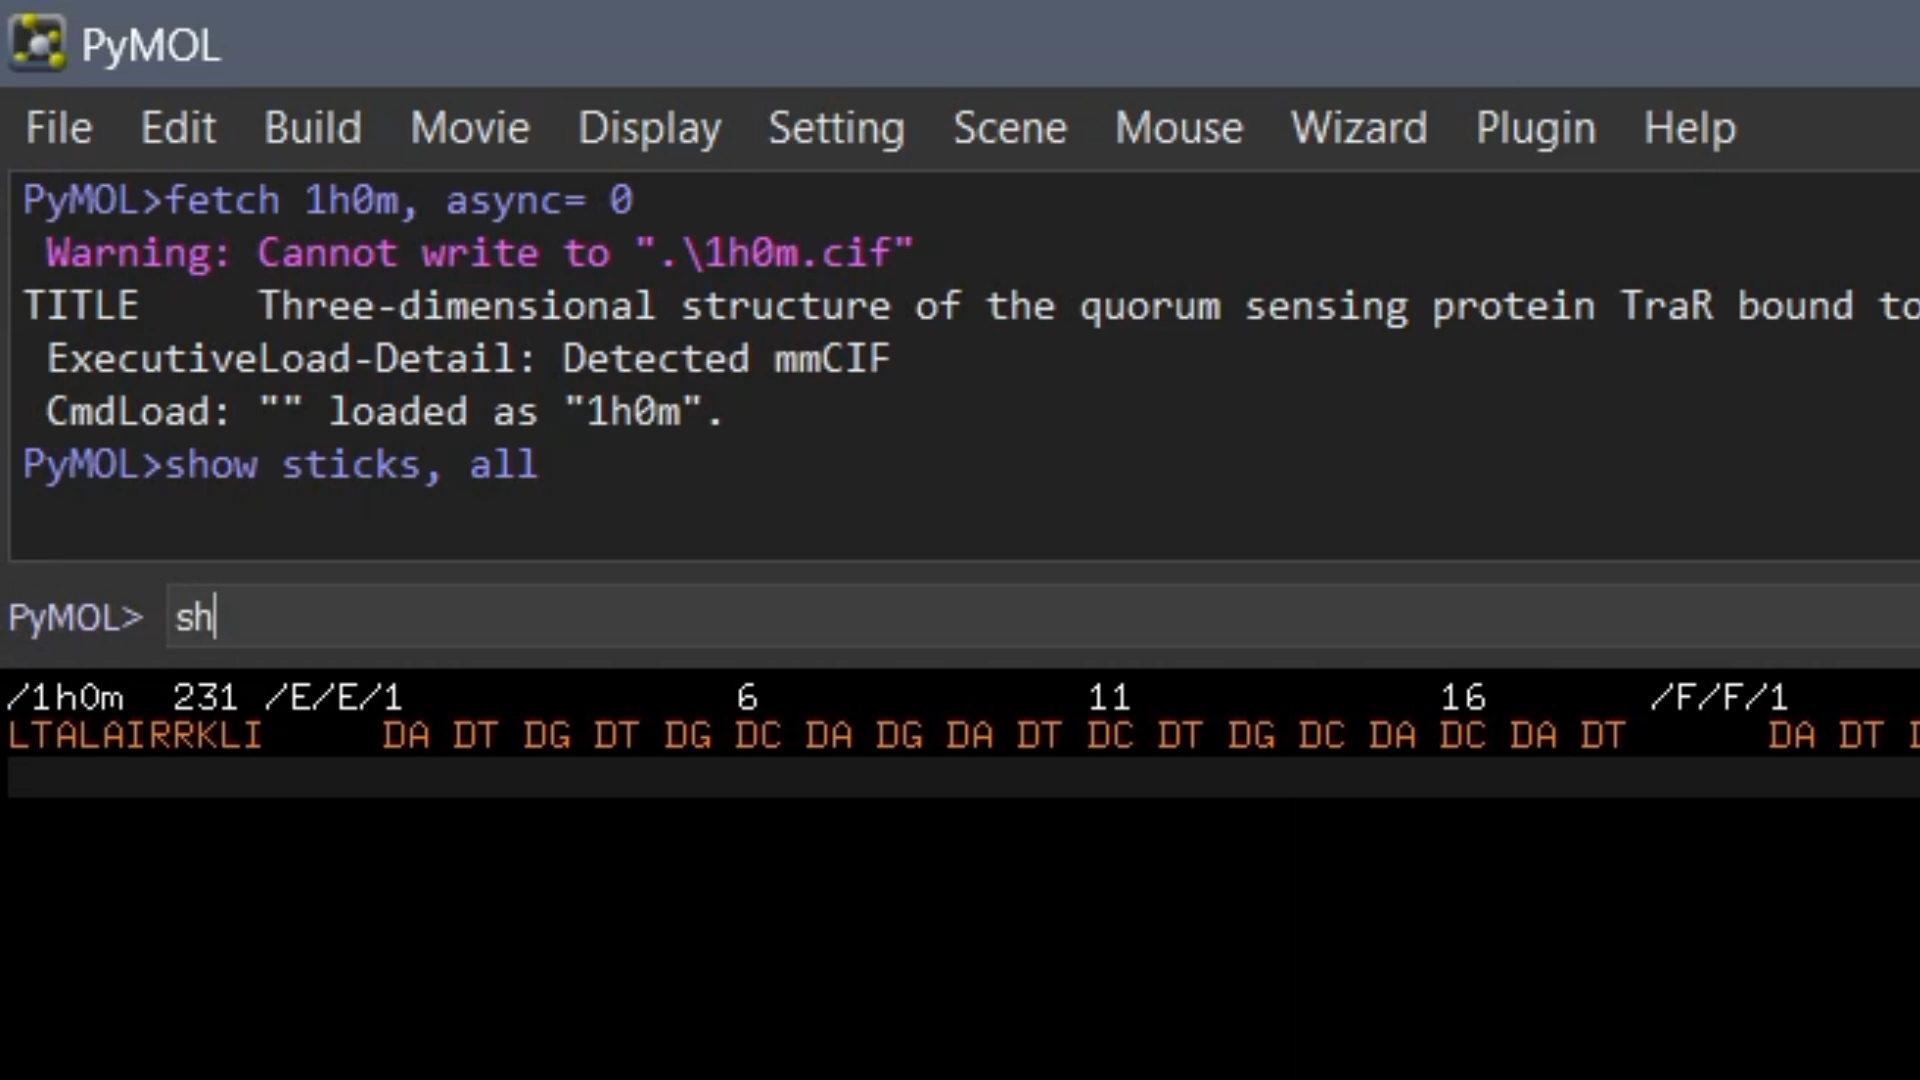 PyMOL
File Edit Build Movie Display Setting Scene Mouse Wizard Plugin Help
PyMOL>fetch 1h0m, async= 0
Warning: Cannot write to ".\1h0m.cif"
TITLE Three-dimensional structure of the quorum sensing protein TraR bound to
ExecutiveLoad-Detail: Detected mmCIF
CmdLoad: "" loaded as "1h0m".
PyMOL>show sticks, all
PyMOL> sh
/1h0m 231 /E/E/1 6 11 16 /F/F/1
LTALAIRRKLI DA DT DG DT DG DC DA DG DA DT DC DT DG DC DA DC DA DT DA DT